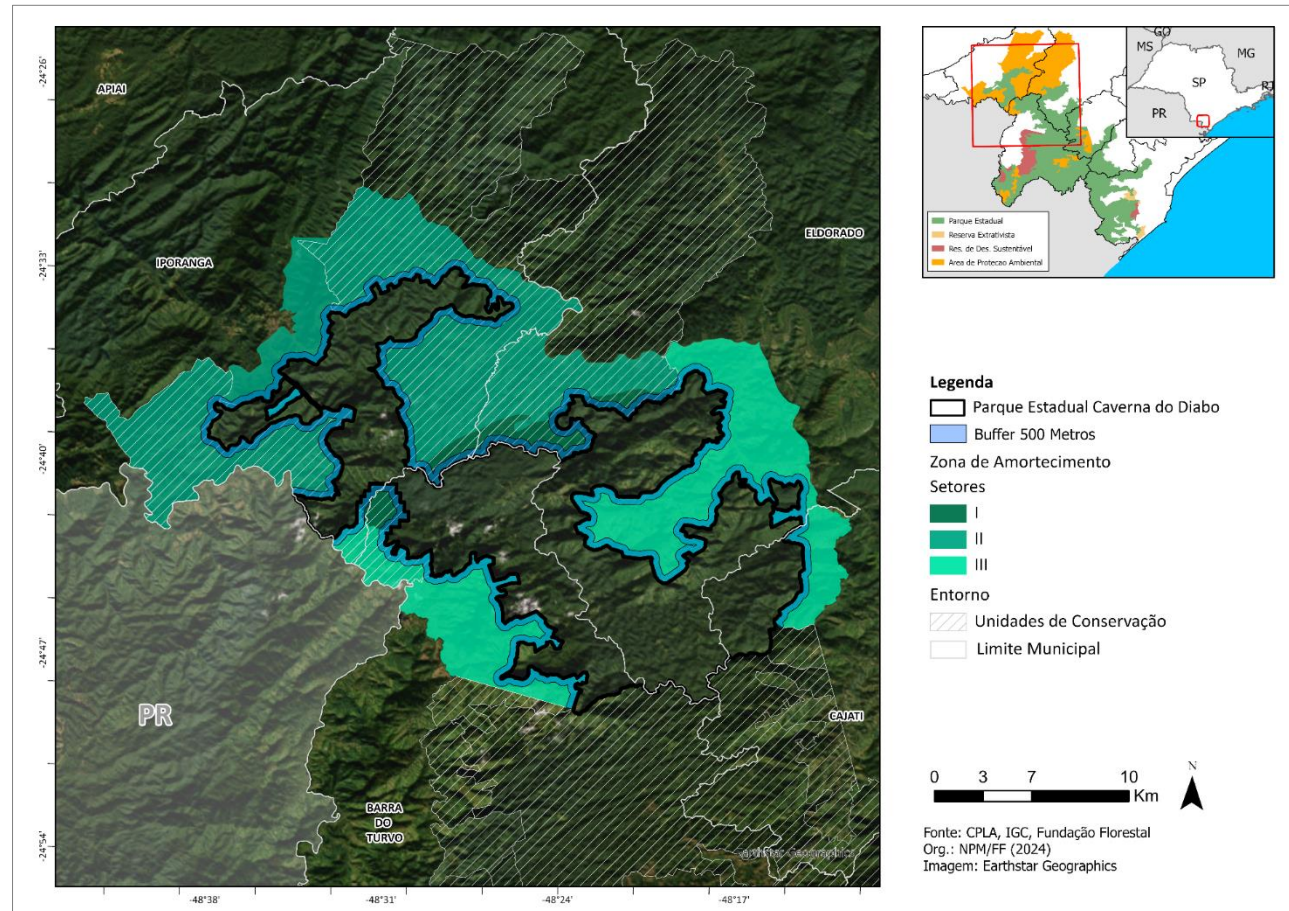 APIAI
IPORANGA
ELDORADO
PR
BARRA
DO
TURVO
CAJATI
Earthstar Geographics
-24°26'
-24°33'
-24°40'
-24°47'
-24°54'
-48°38'
-48°31'
-48°24'
-48°17'
GO
MS
MG
SP
RJ
PR
Parque Estadual
Reserva Extrativista
Res. de Des. Sustentável
Área de Protecao Ambiental
Legenda
Parque Estadual Caverna do Diabo
Buffer 500 Metros
Zona de Amortecimento
Setores
I
II
III
Entorno
Unidades de Conservação
Limite Municipal
0 3 7 10
Km
N
Fonte: CPLA, IGC, Fundação Florestal
Org.: NPM/FF (2024)
Imagem: Earthstar Geographics